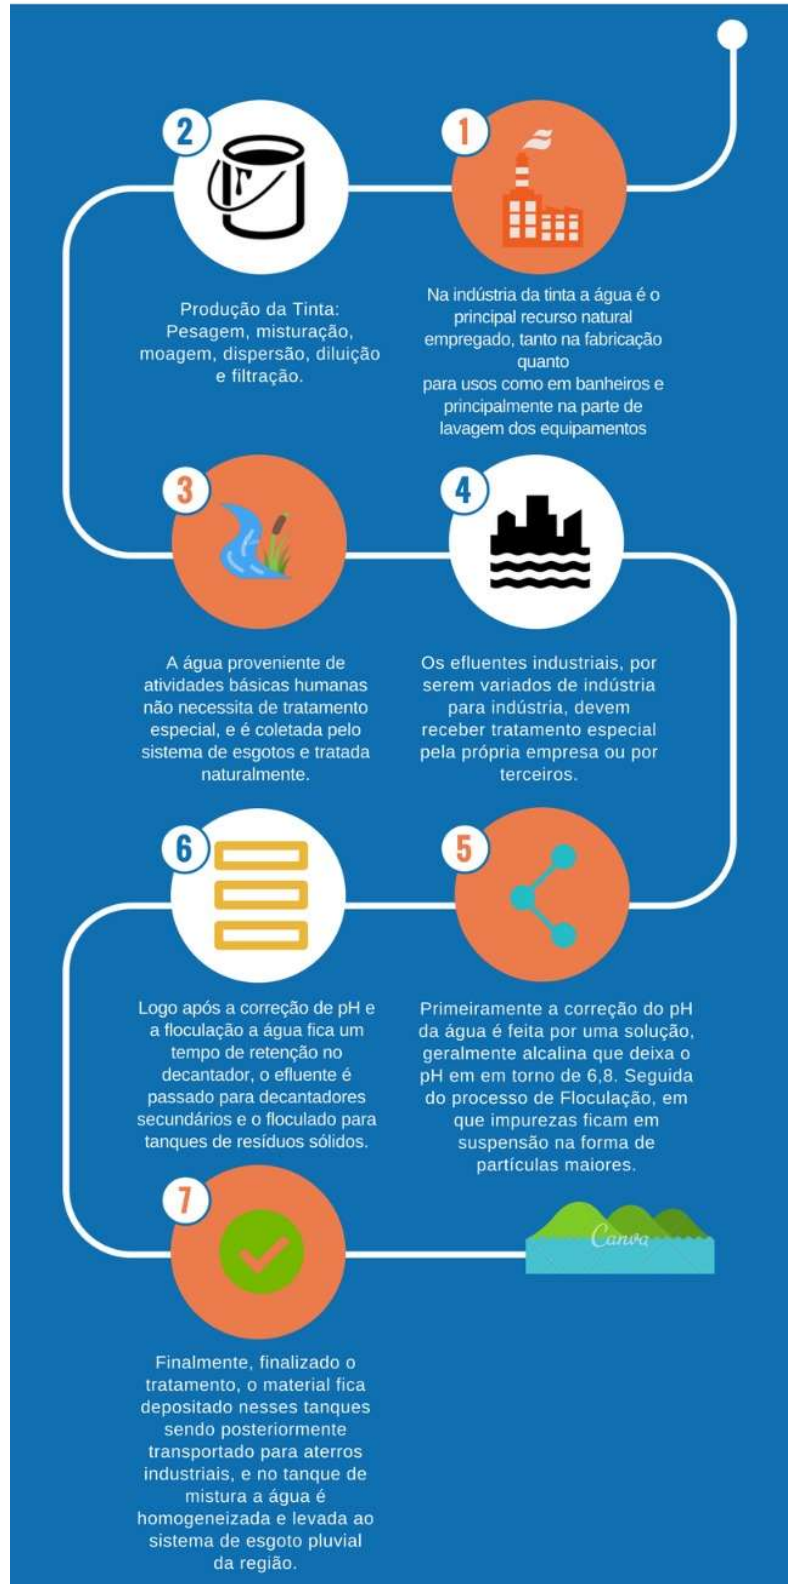 1
Na indústria da tinta a água é o
principal recurso natural
empregado, tanto na fabricação
quanto
para usos como em banheiros e
principalmente na parte de
lavagem dos equipamentos
2
Produção da Tinta:
Pesagem, misturação,
moagem, dispersão, diluição
e filtração.
3
A água proveniente de
atividades básicas humanas
não necessita de tratamento
especial, e é coletada pelo
sistema de esgotos e tratada
naturalmente.
4
Os efluentes industriais, por
serem variados de indústria
para indústria, devem
receber tratamento especial
pela própria empresa ou por
terceiros.
5
Primeiramente a correção do pH
da água é feita por uma solução,
geralmente alcalina que deixa o
pH em em torno de 6,8. Seguida
do processo de Floculação, em
que impurezas ficam em
suspensão na forma de
partículas maiores.
6
Logo após a correção de pH e
a floculação a água fica um
tempo de retenção no
decantador, o efluente é
passado para decantadores
secundários e o floculado para
tanques de resíduos sólidos.
7
Finalmente, finalizado o
tratamento, o material fica
depositado nesses tanques
sendo posteriormente
transportado para aterros
industriais, e no tanque de
mistura a água é
homogeneizada e levada ao
sistema de esgoto pluvial
da região.
Canva